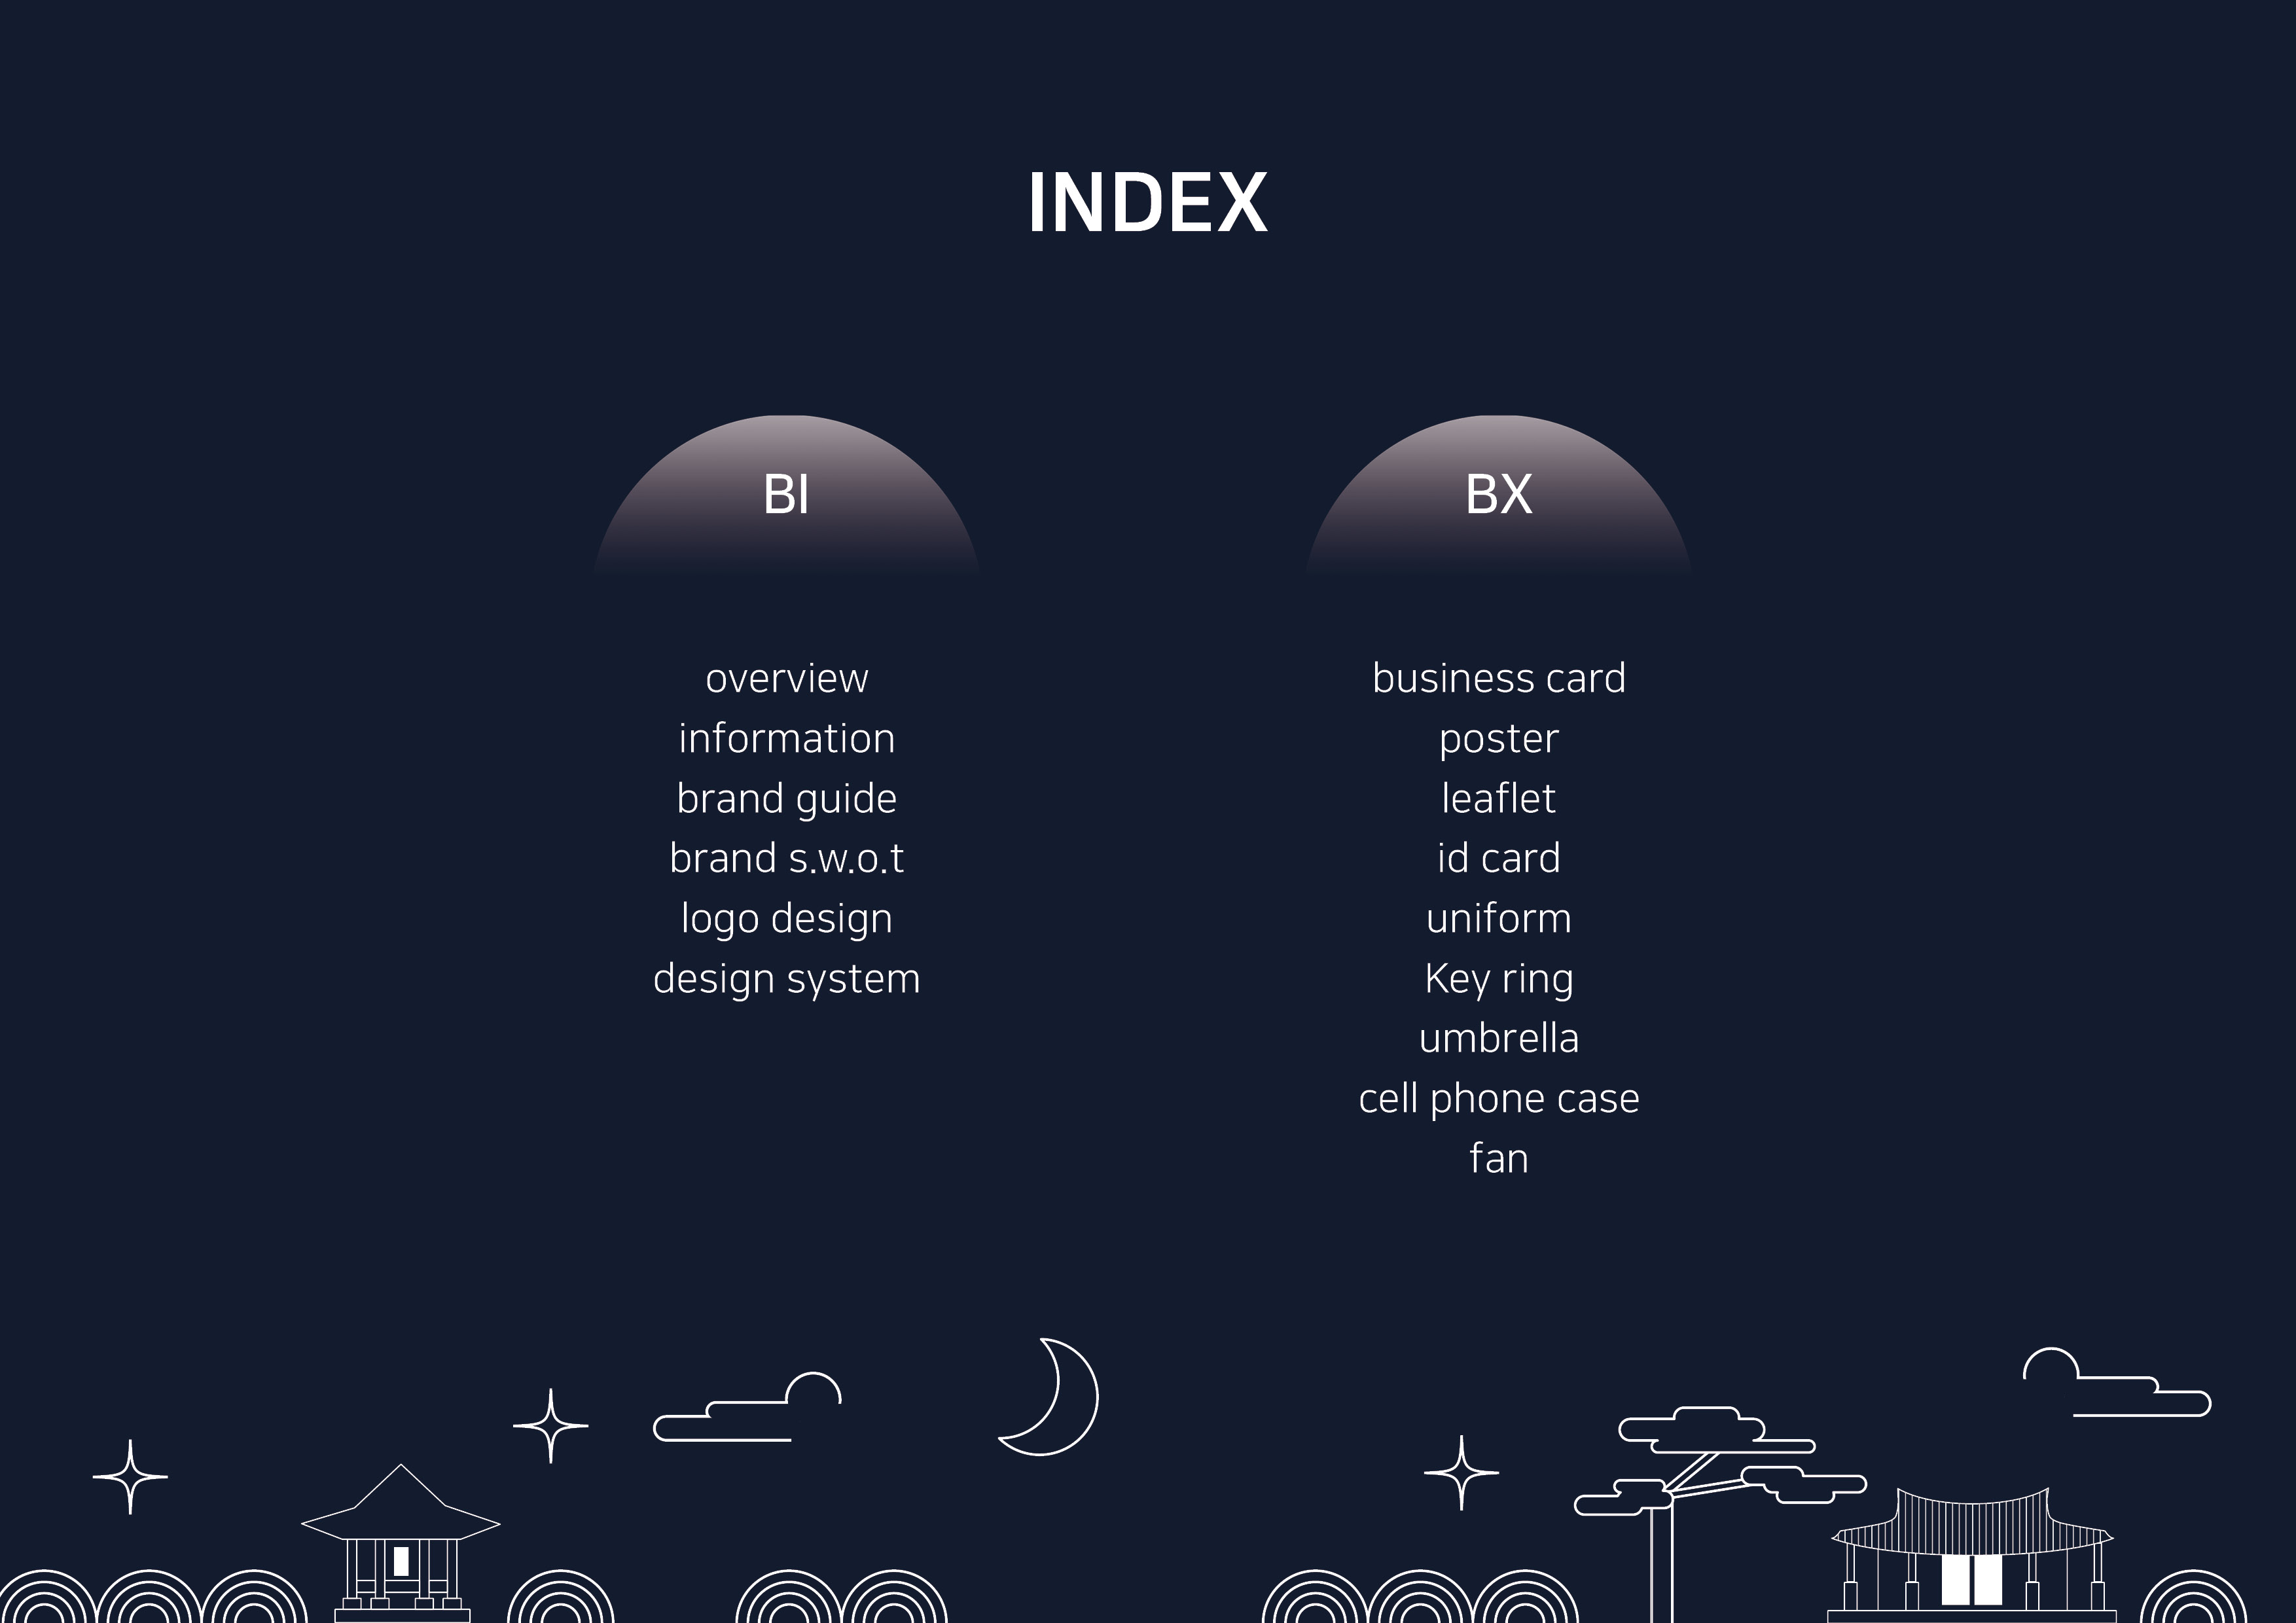 INDEX
BI
overview
information
brand guide
brand s.w.o.t
logo design
design system
BX
business card
poster
leaflet
id card
uniform
Key ring
umbrella
cell phone case
fan